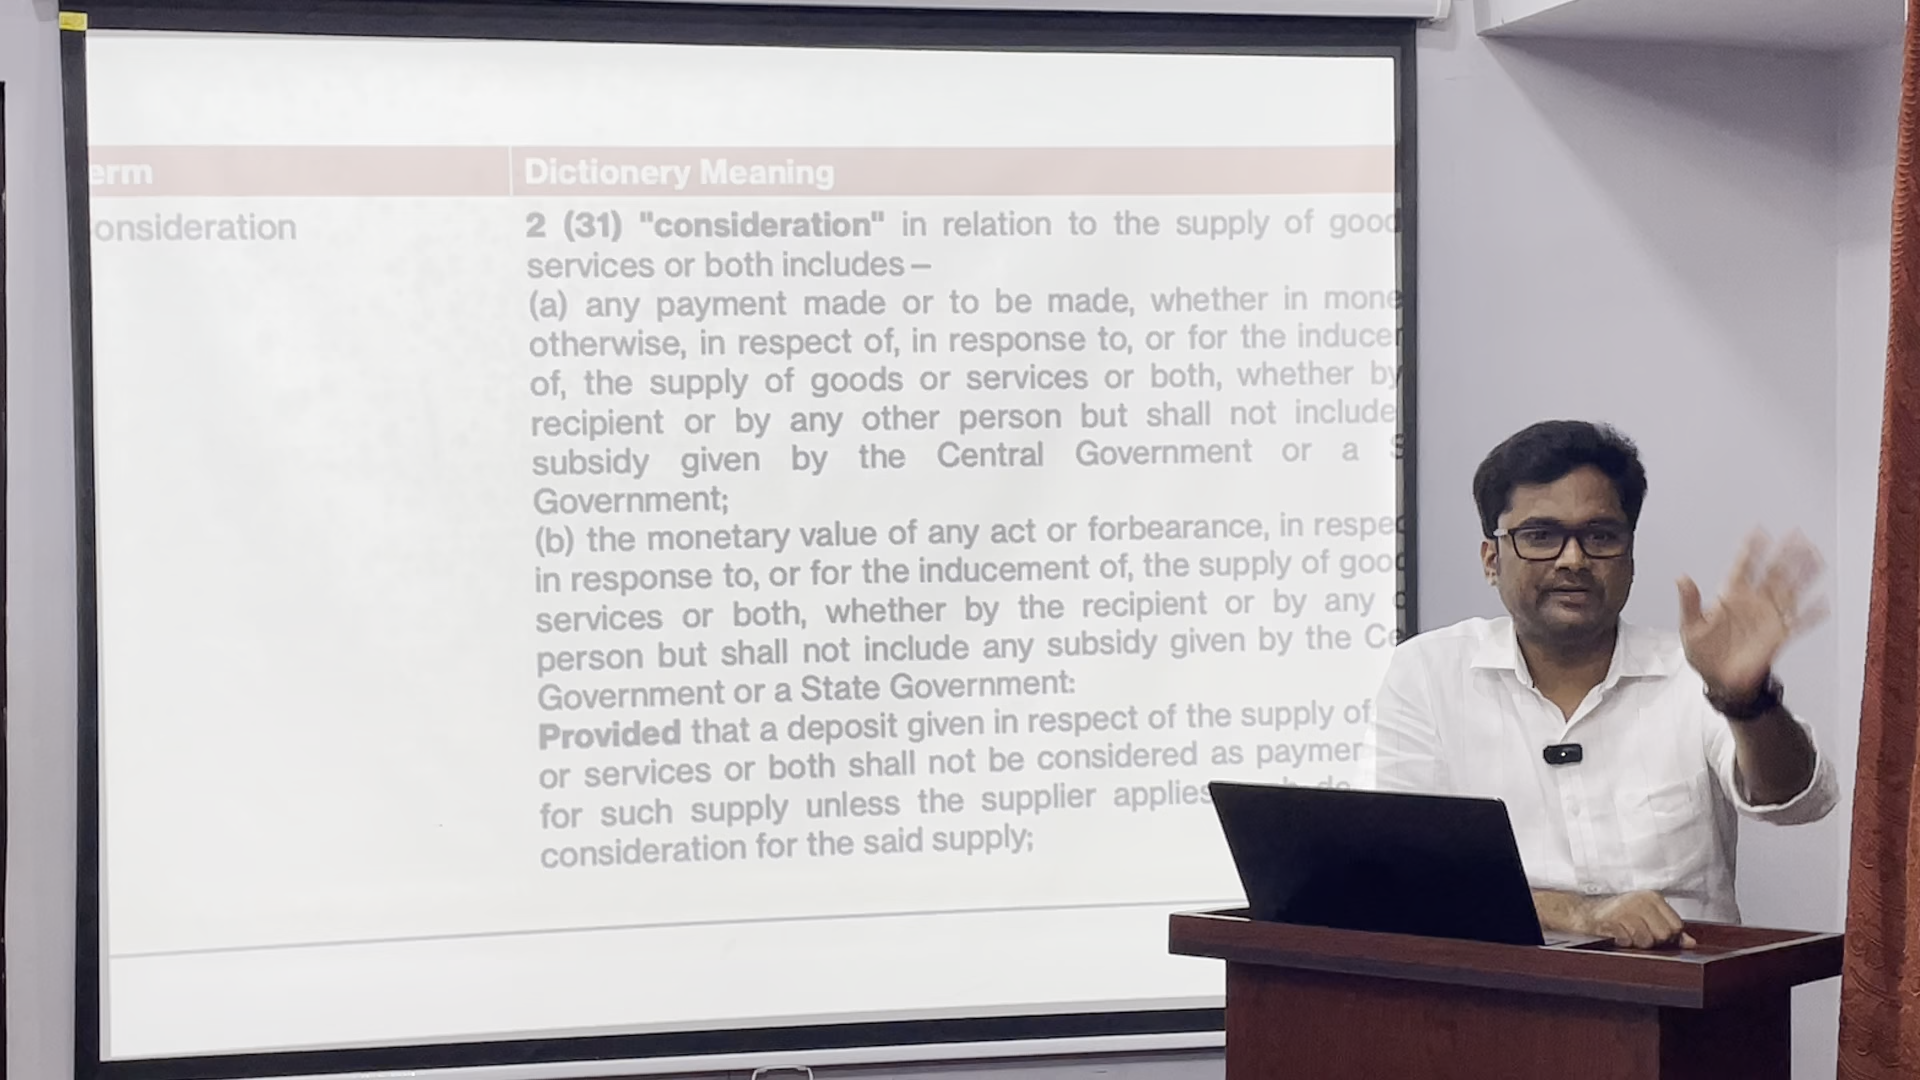 erm
Dictionery Meaning
onsideration
2 (31) "consideration" in relation to the supply of good
services or both includes –
(a) any payment made or to be made, whether in mone
otherwise, in respect of, in response to, or for the inducer
of, the supply of goods or services or both, whether by
recipient or by any other person but shall not include
subsidy given by the Central Government or a S
Government;
(b) the monetary value of any act or forbearance, in respec
in response to, or for the inducement of, the supply of good
services or both, whether by the recipient or by any o
person but shall not include any subsidy given by the Ce
Government or a State Government:
Provided that a deposit given in respect of the supply of
or services or both shall not be considered as paymen
for such supply unless the supplier applies
consideration for the said supply;